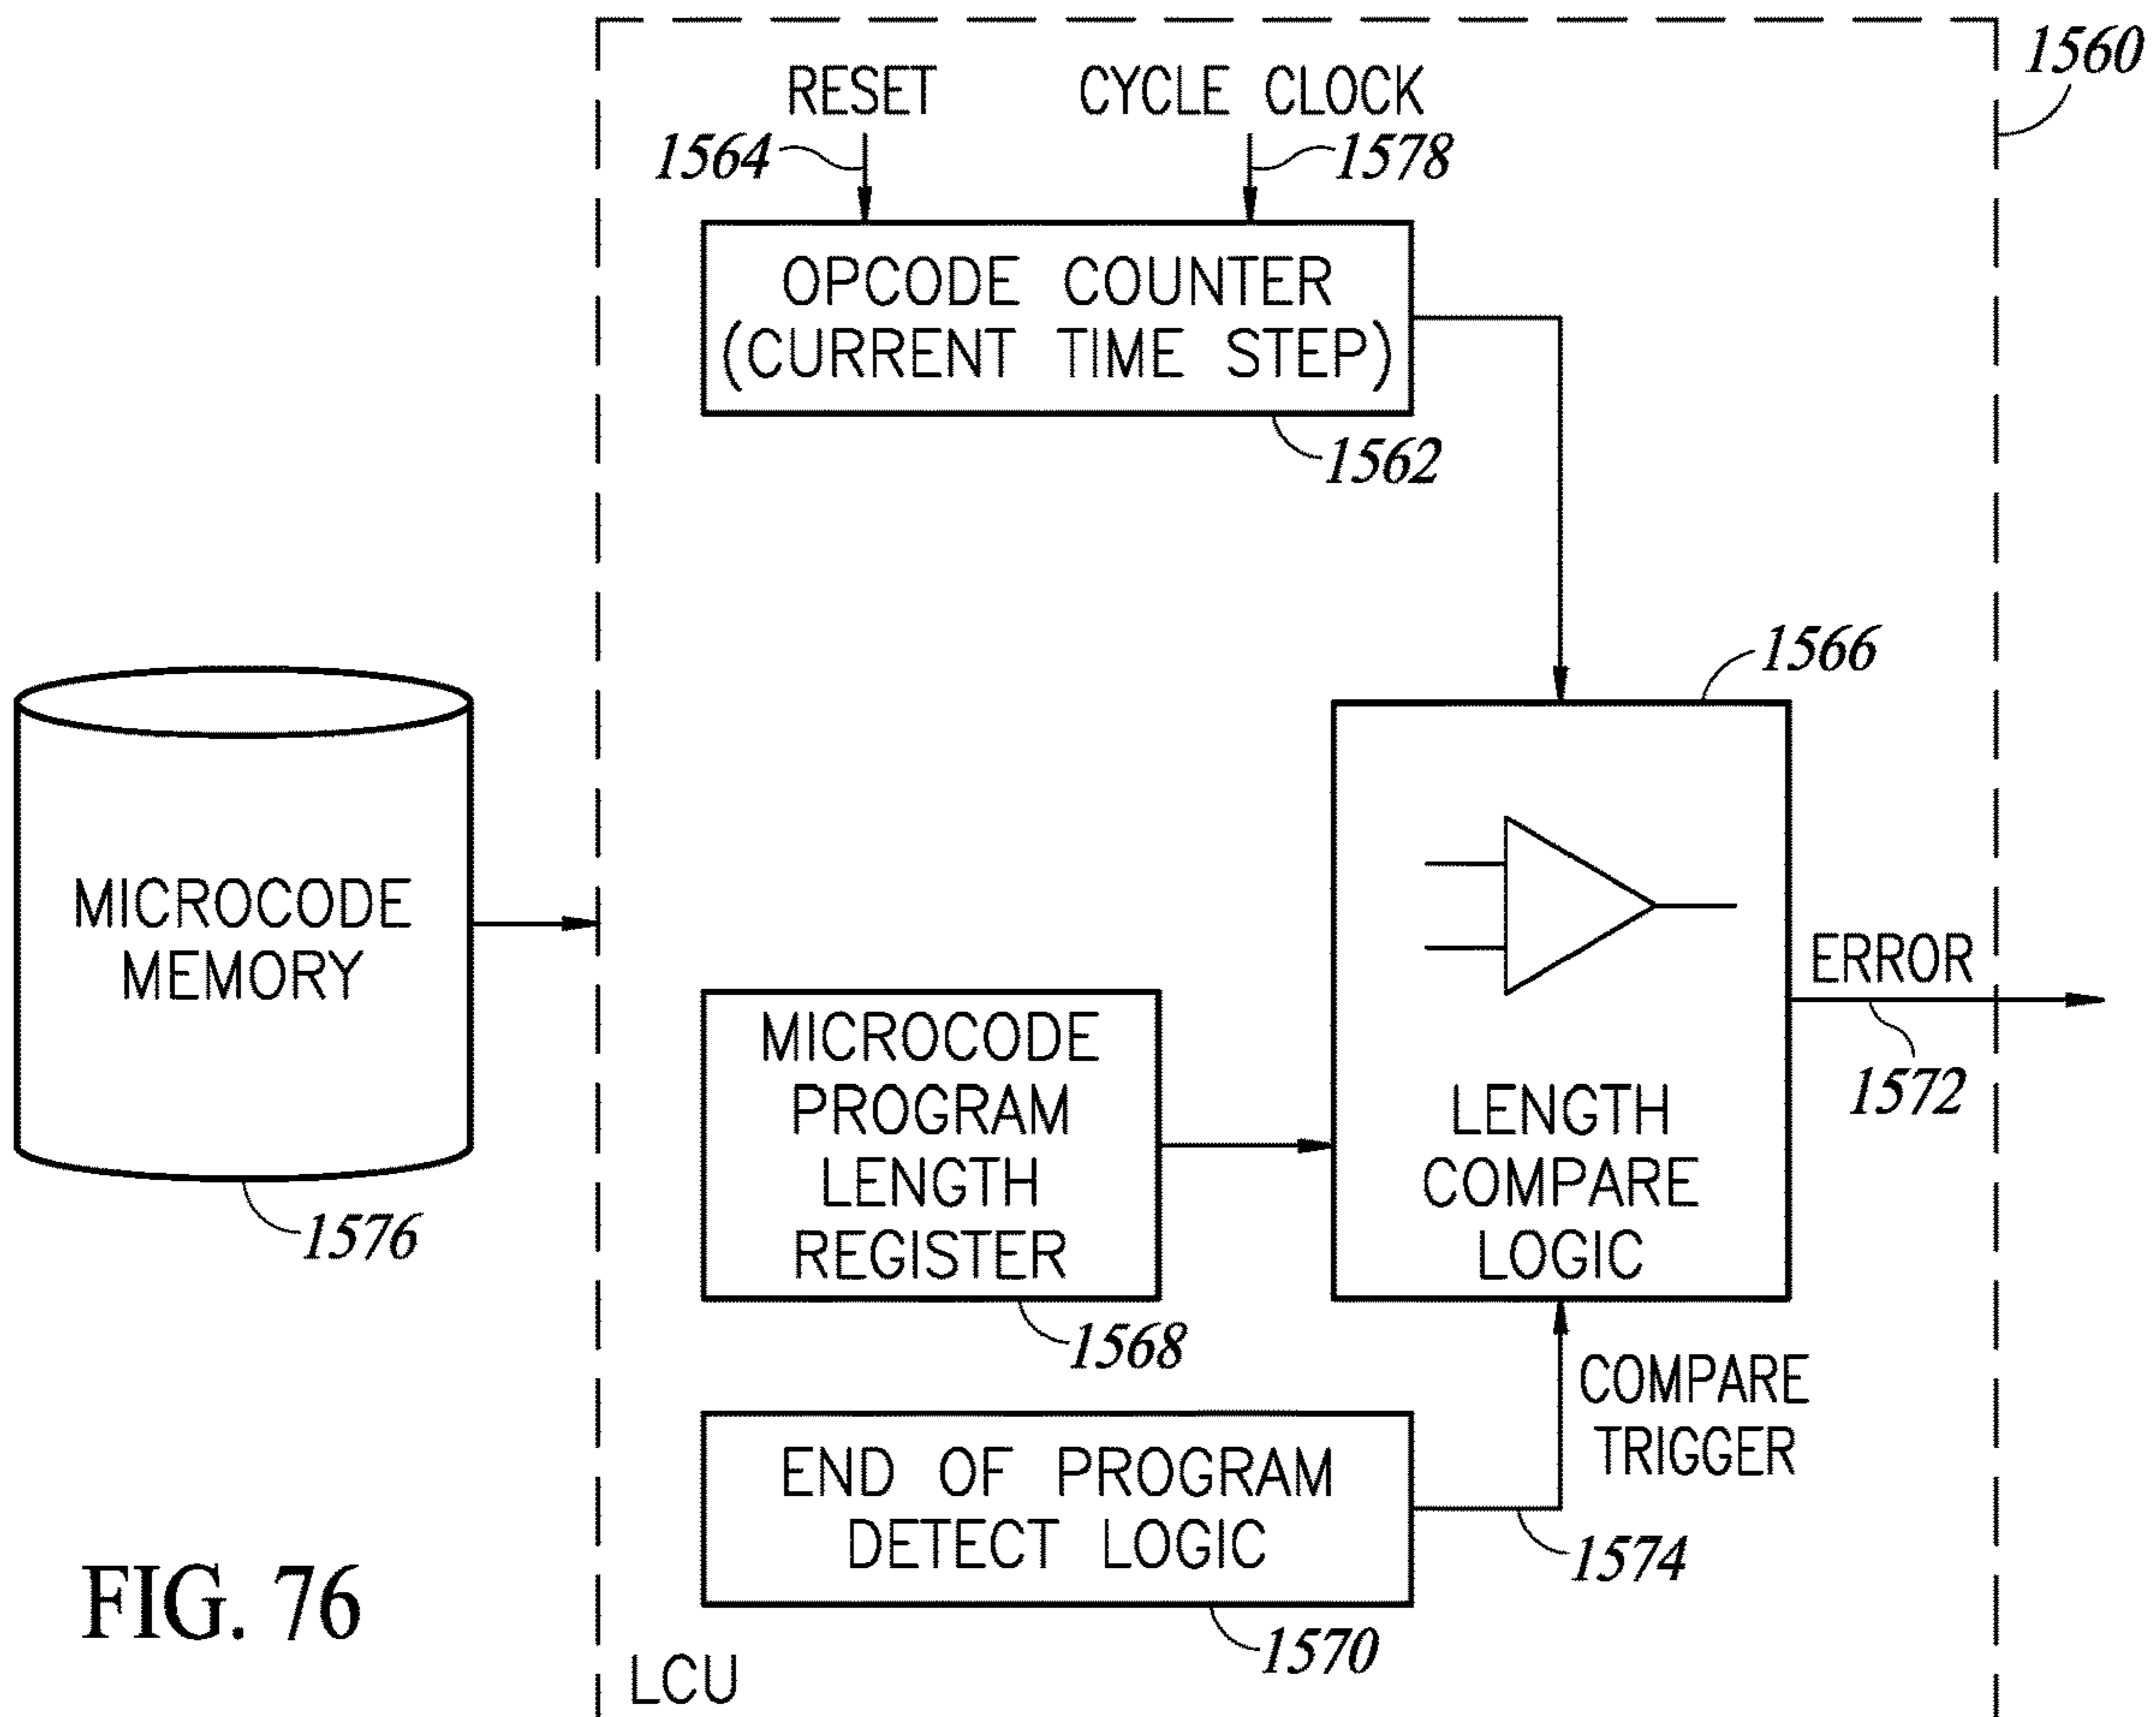 1560
RESET
CYCLE CLOCK
1564
1578
OPCODE COUNTER
(CURRENT TIME STEP)
1562
1566
MICROCODE
MEMORY
1576
ERROR
1572
MICROCODE
PROGRAM
LENGTH
REGISTER
1568
LENGTH
COMPARE
LOGIC
COMPARE
TRIGGER
END OF PROGRAM
DETECT LOGIC
1574
1570
FIG. 76
LCU